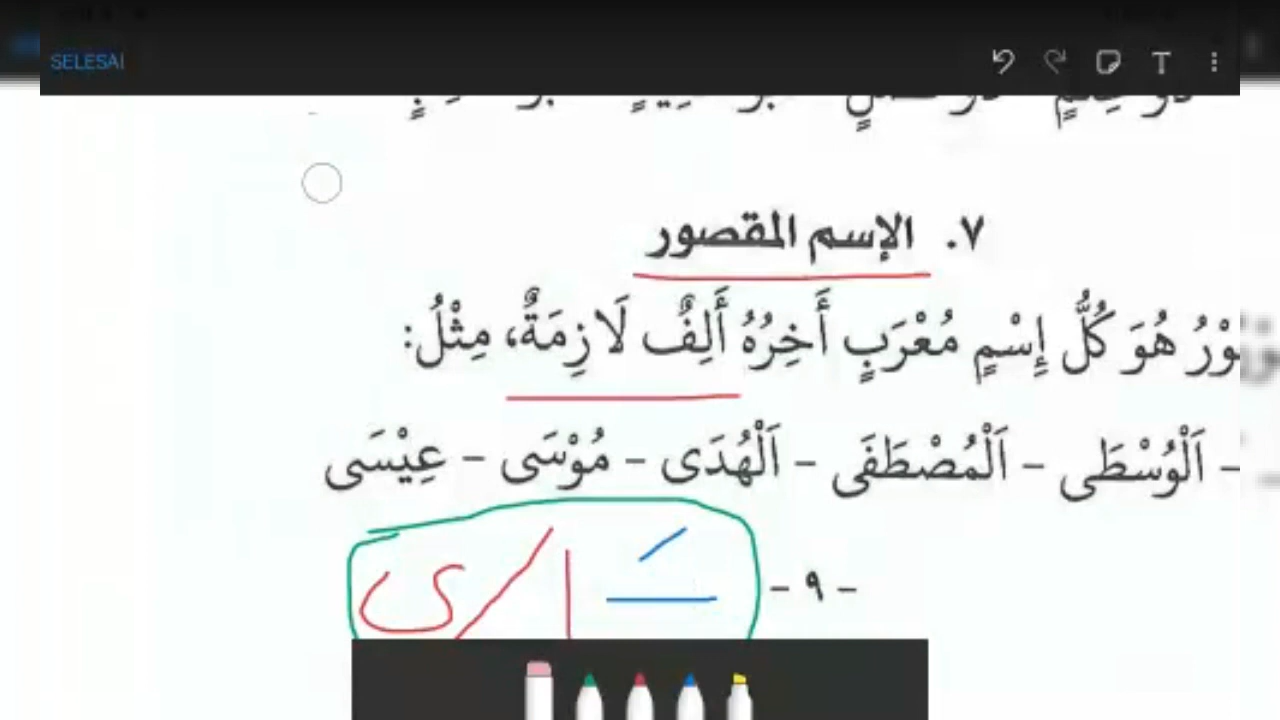 SELESAI
T
٧. الإسم المقصور
هُوَ كُلُّ إِسْمٍ مُعْرَبٍ أَخِرُهُ أَلِفٌ لَازِمَةٌ، مِثْلُ:
– اَلْوُسْطَى – اَلْمُصْطَفَى – اَلْهُدَى – مُوْسَى – عِيْسَى
ـَ ا / ى
– ٩ –